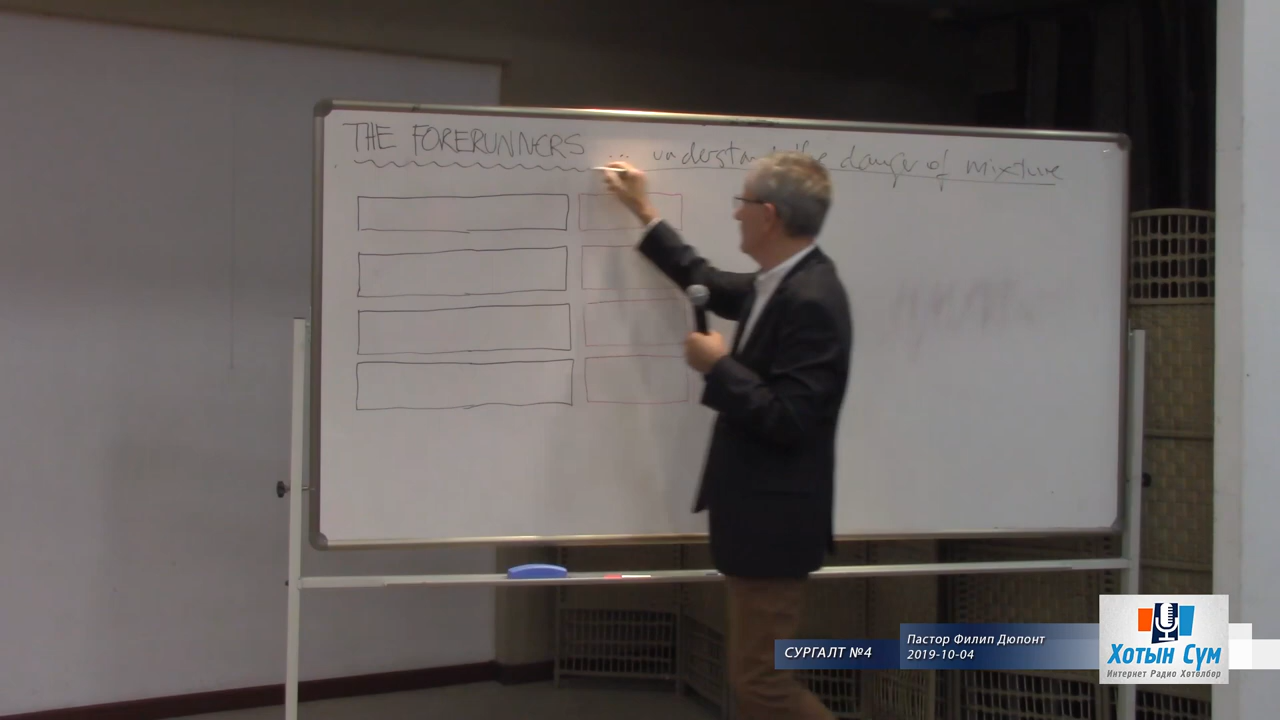 THE FORERUNNERS ... understand the danger of mixture
СУРГАЛТ №4
Пастор Филип Дюпонт
2019-10-04
Хотын Сүм
Интернет Радио Хөтөлбөр